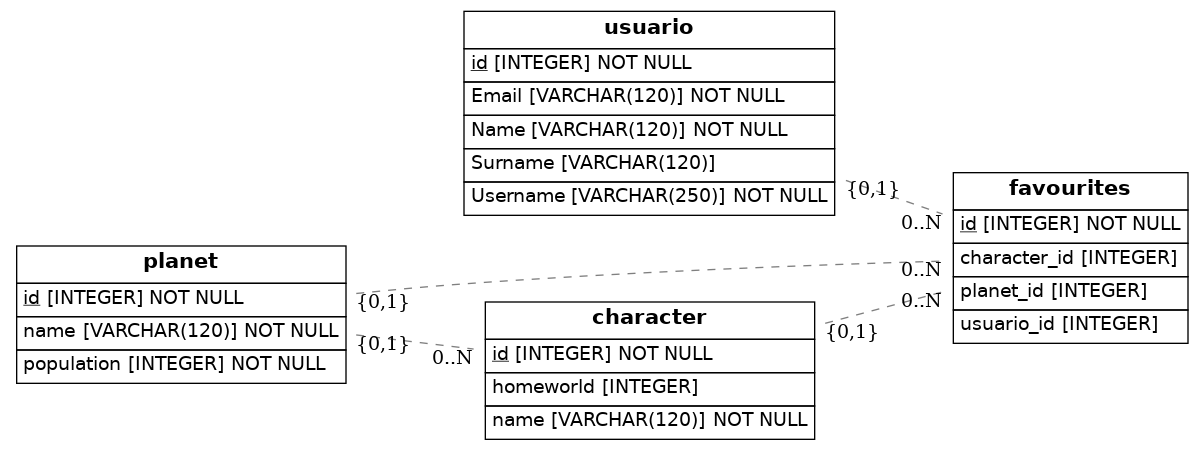 usuario
id [INTEGER] NOT NULL
Email [VARCHAR(120)] NOT NULL
Name [VARCHAR(120)] NOT NULL
Surname [VARCHAR(120)]
Username [VARCHAR(250)] NOT NULL
{0,1}
0..N
favourites
id [INTEGER] NOT NULL
character_id [INTEGER]
planet_id [INTEGER]
usuario_id [INTEGER]
planet
id [INTEGER] NOT NULL
name [VARCHAR(120)] NOT NULL
population [INTEGER] NOT NULL
{0,1}
0..N
{0,1}
0..N
character
id [INTEGER] NOT NULL
homeworld [INTEGER]
name [VARCHAR(120)] NOT NULL
{0,1}
0..N